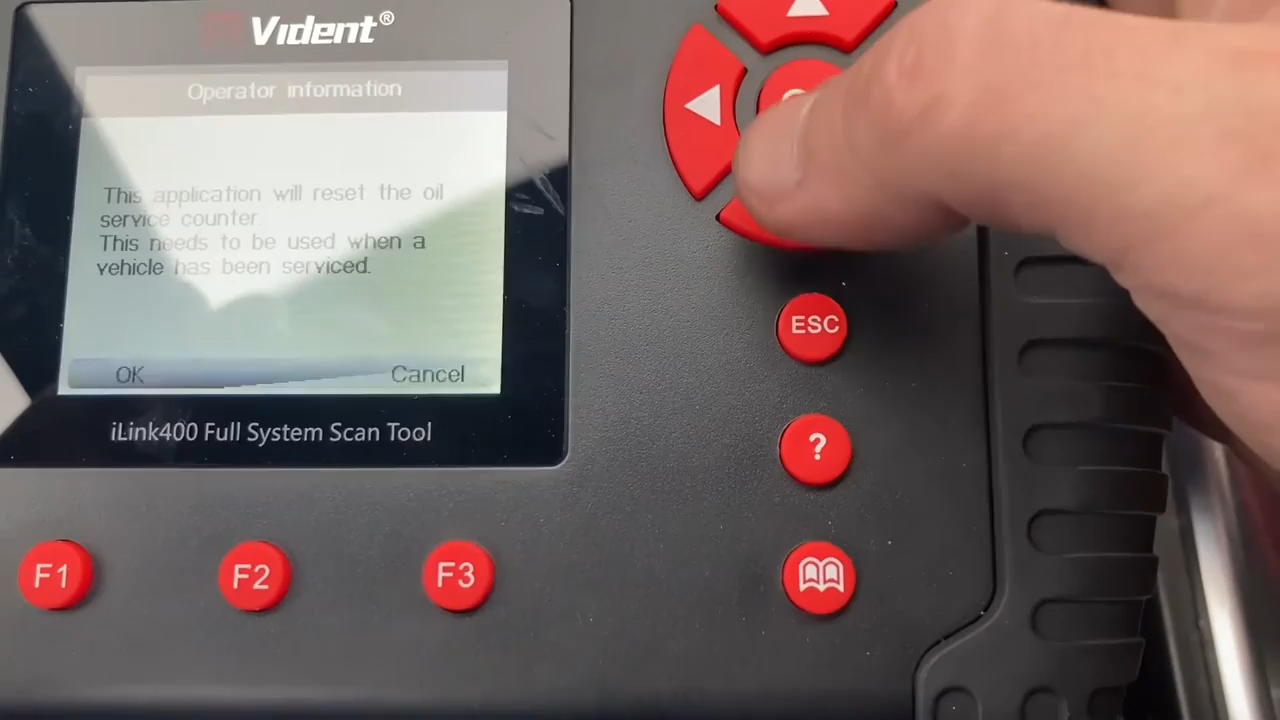 Vident®
Operator information
This application will reset the oil
service counter.
This needs to be used when a
vehicle has been serviced.
OK Cancel
iLink400 Full System Scan Tool
ESC
?
F1 F2 F3